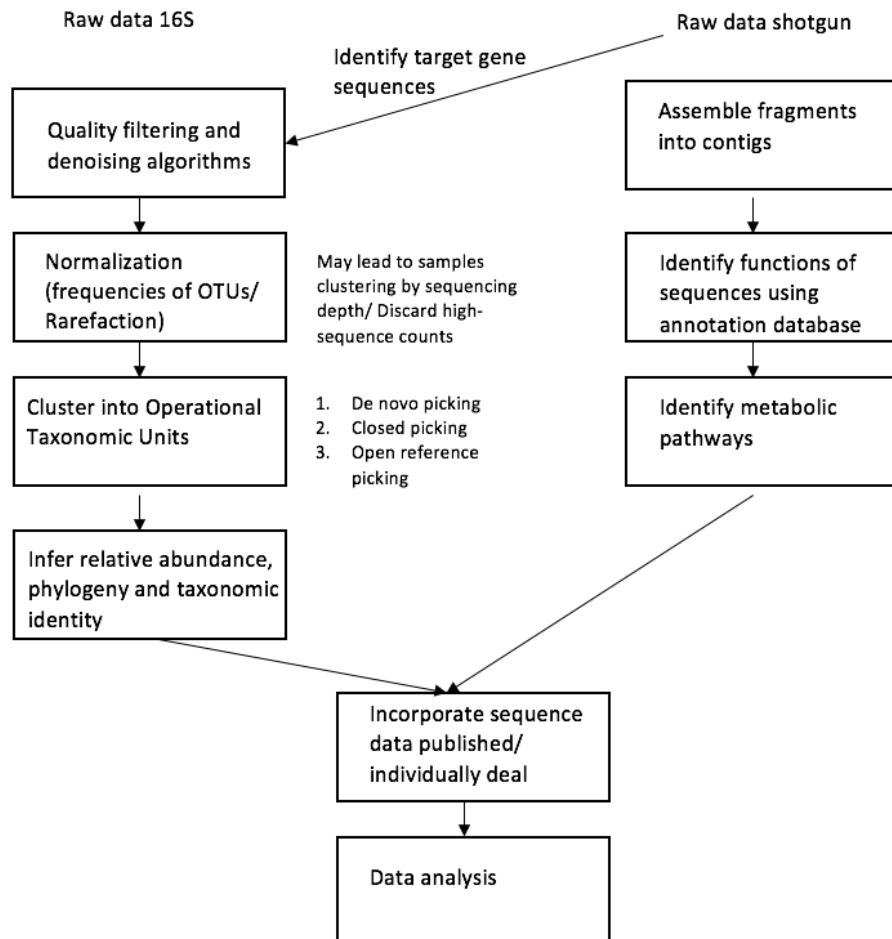 Raw data 16S
Raw data shotgun
Identify target gene
sequences
Quality filtering and
denoising algorithms
Assemble fragments
into contigs
Normalization
(frequencies of OTUs/
Rarefaction)
May lead to samples
clustering by sequencing
depth/ Discard high-
sequence counts
Identify functions of
sequences using
annotation database
Cluster into Operational
Taxonomic Units
1. De novo picking
2. Closed picking
3. Open reference
picking
Identify metabolic
pathways
Infer relative abundance,
phylogeny and taxonomic
identity
Incorporate sequence
data published/
individually deal
Data analysis